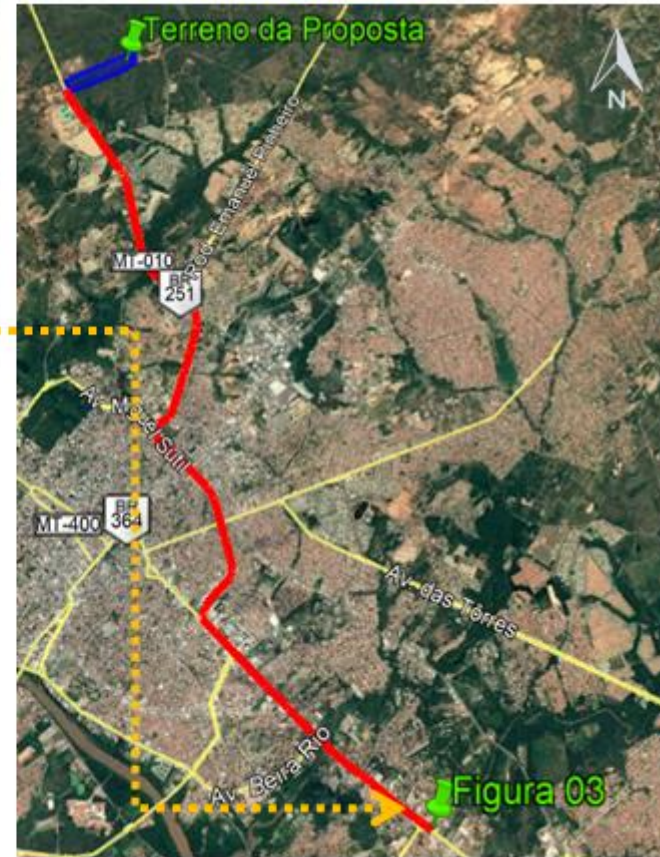 Terreno da Proposta
N
Rod. Emanuel Pinheiro
MT-010
BR
251
Av. Miguel Sutil
MT-400
BR
364
Av. das Torres
Av. Beira Rio
Figura 03